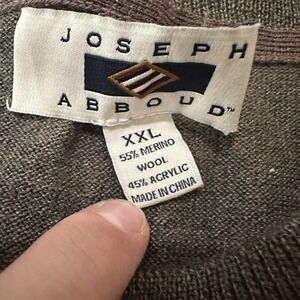 JOSEPH
ABBOUD™
XXL
55% MERINO
WOOL
45% ACRYLIC
MADE IN CHINA